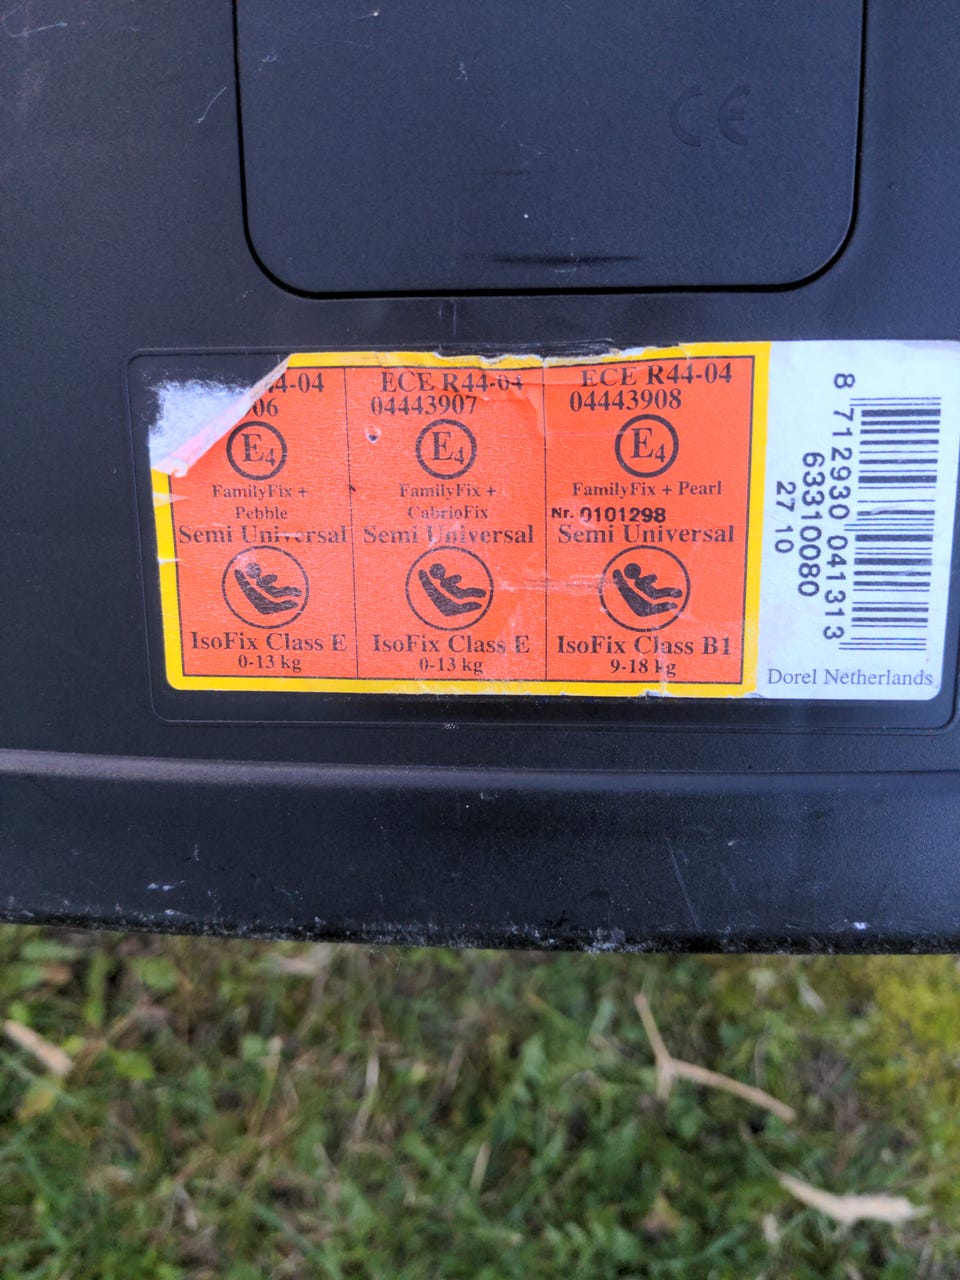 CE
44-04
06
E4
FamilyFix +
Pebble
Semi Universal
IsoFix Class E
0-13 kg
ECE R44-04
04443907
E4
FamilyFix +
CabrioFix
Semi Universal
IsoFix Class E
0-13 kg
ECE R44-04
04443908
E4
FamilyFix + Pearl
Nr. 0101298
Semi Universal
IsoFix Class B1
9-18 kg
8 712930 041313
63310080
27 10
Dorel Netherlands